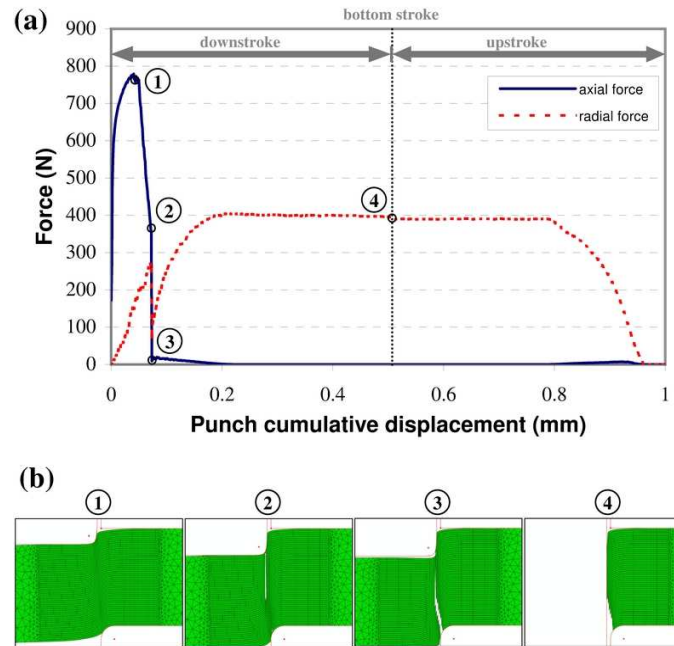 bottom stroke
(a)
downstroke
upstroke
900
800
700
600
500
400
300
200
100
0
Force (N)
axial force
radial force
1
2
3
4
0
0.2
0.4
0.6
0.8
1
Punch cumulative displacement (mm)
(b)
1
2
3
4